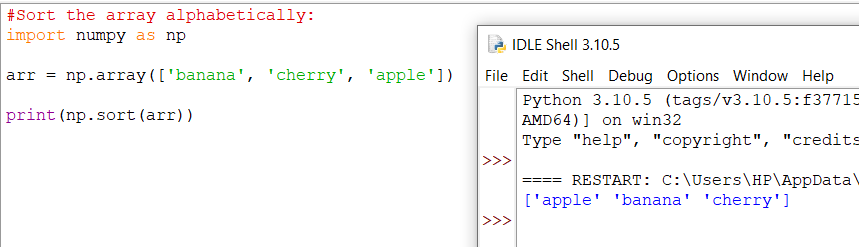 #Sort the array alphabetically:
import numpy as np
arr = np.array(['banana', 'cherry', 'apple'])
print(np.sort(arr))
IDLE Shell 3.10.5
File Edit Shell Debug Options Window Help
Python 3.10.5 (tags/v3.10.5:f37715
AMD64)] on win32
Type "help", "copyright", "credits
>>>
==== RESTART: C:\Users\HP\AppData\
['apple' 'banana' 'cherry']
>>>